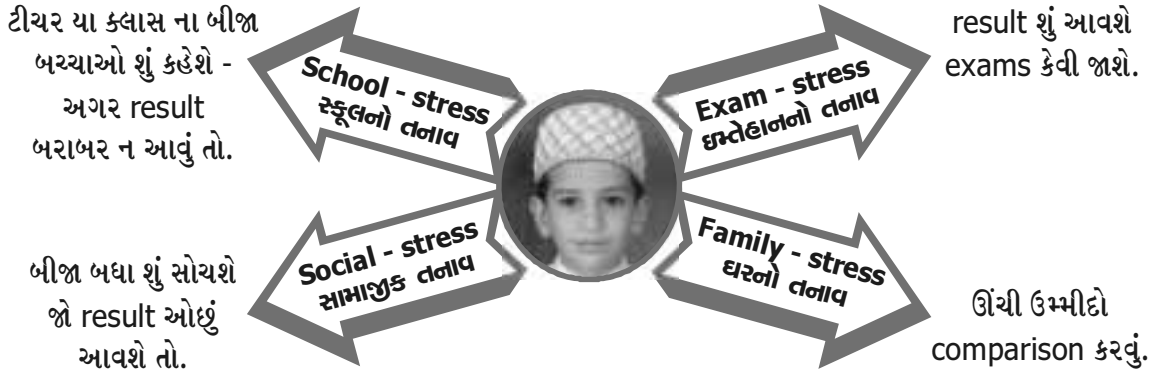 ટીચર યા ક્લાસ ના બીજા
બચ્ચાઓ શું કહેશે -
અગર result
બરાબર ન આવું તો.
School - stress
સ્કૂલનો તનાવ
Exam - stress
ઇમ્તેહાનનો તનાવ
result શું આવશે
exams કેવી જાશે.
બીજા બધા શું સોચશે
જો result ઓછું
આવશે તો.
Social - stress
સામાજીક તનાવ
Family - stress
ઘરનો તનાવ
ઊંચી ઉમ્મીદો
comparison કરવું.